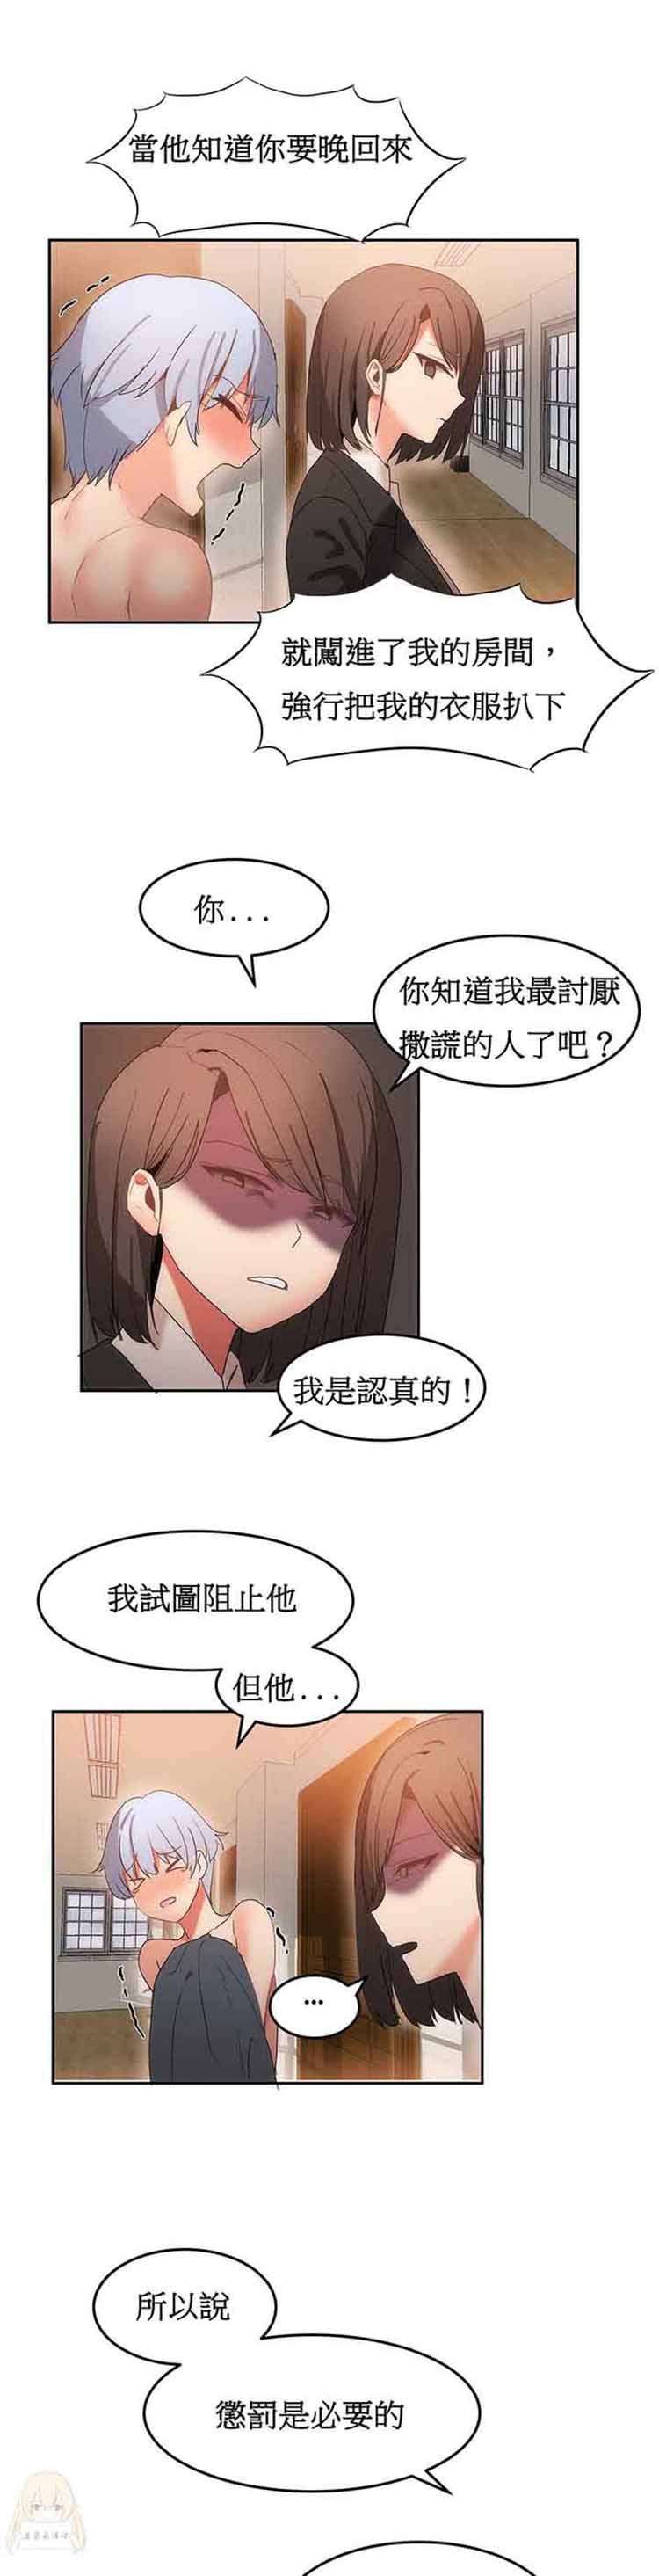 當他知道你要晚回來
就闖進了我的房間，
強行把我的衣服扒下
你...
你知道我最討厭
撒謊的人了吧？
我是認真的！
我試圖阻止他
但他...
...
所以說
懲罰是必要的